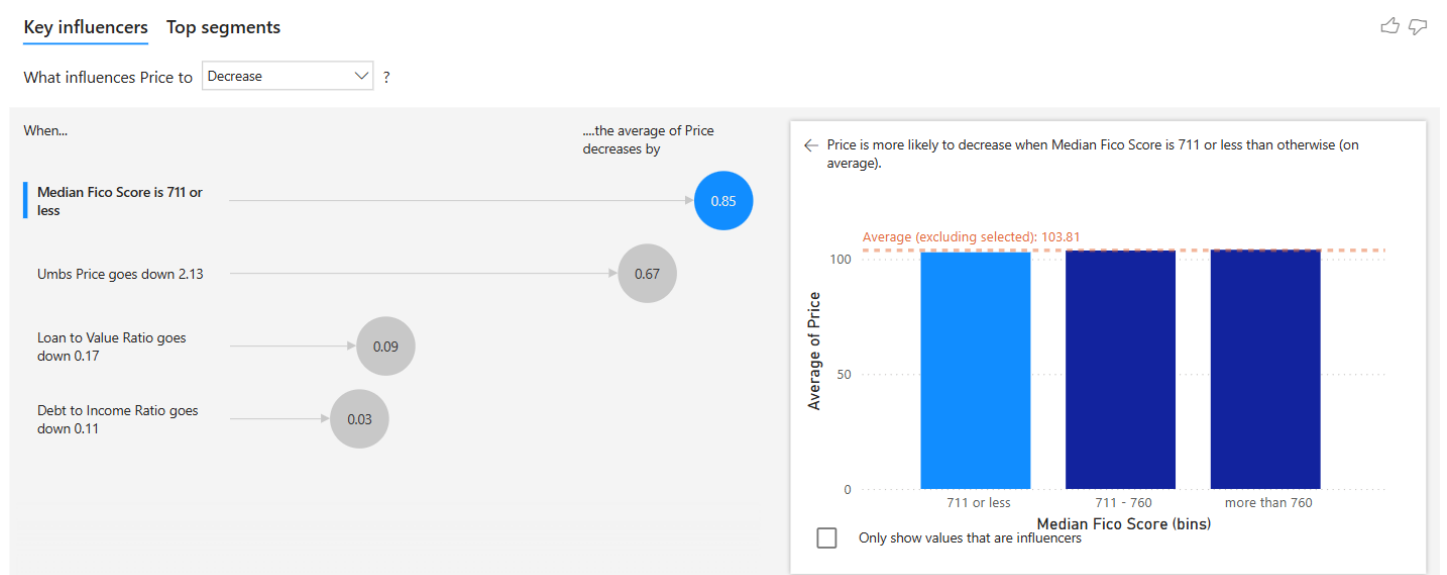 Key influencers Top segments
What influences Price to Decrease ?
When...
....the average of Price
decreases by
Median Fico Score is 711 or
less
0.85
Umbs Price goes down 2.13
0.67
Loan to Value Ratio goes
down 0.17
0.09
Debt to Income Ratio goes
down 0.11
0.03
Price is more likely to decrease when Median Fico Score is 711 or less than otherwise (on
average).
Average (excluding selected): 103.81
100
50
0
Average of Price
711 or less 711 - 760 more than 760
Median Fico Score (bins)
Only show values that are influencers